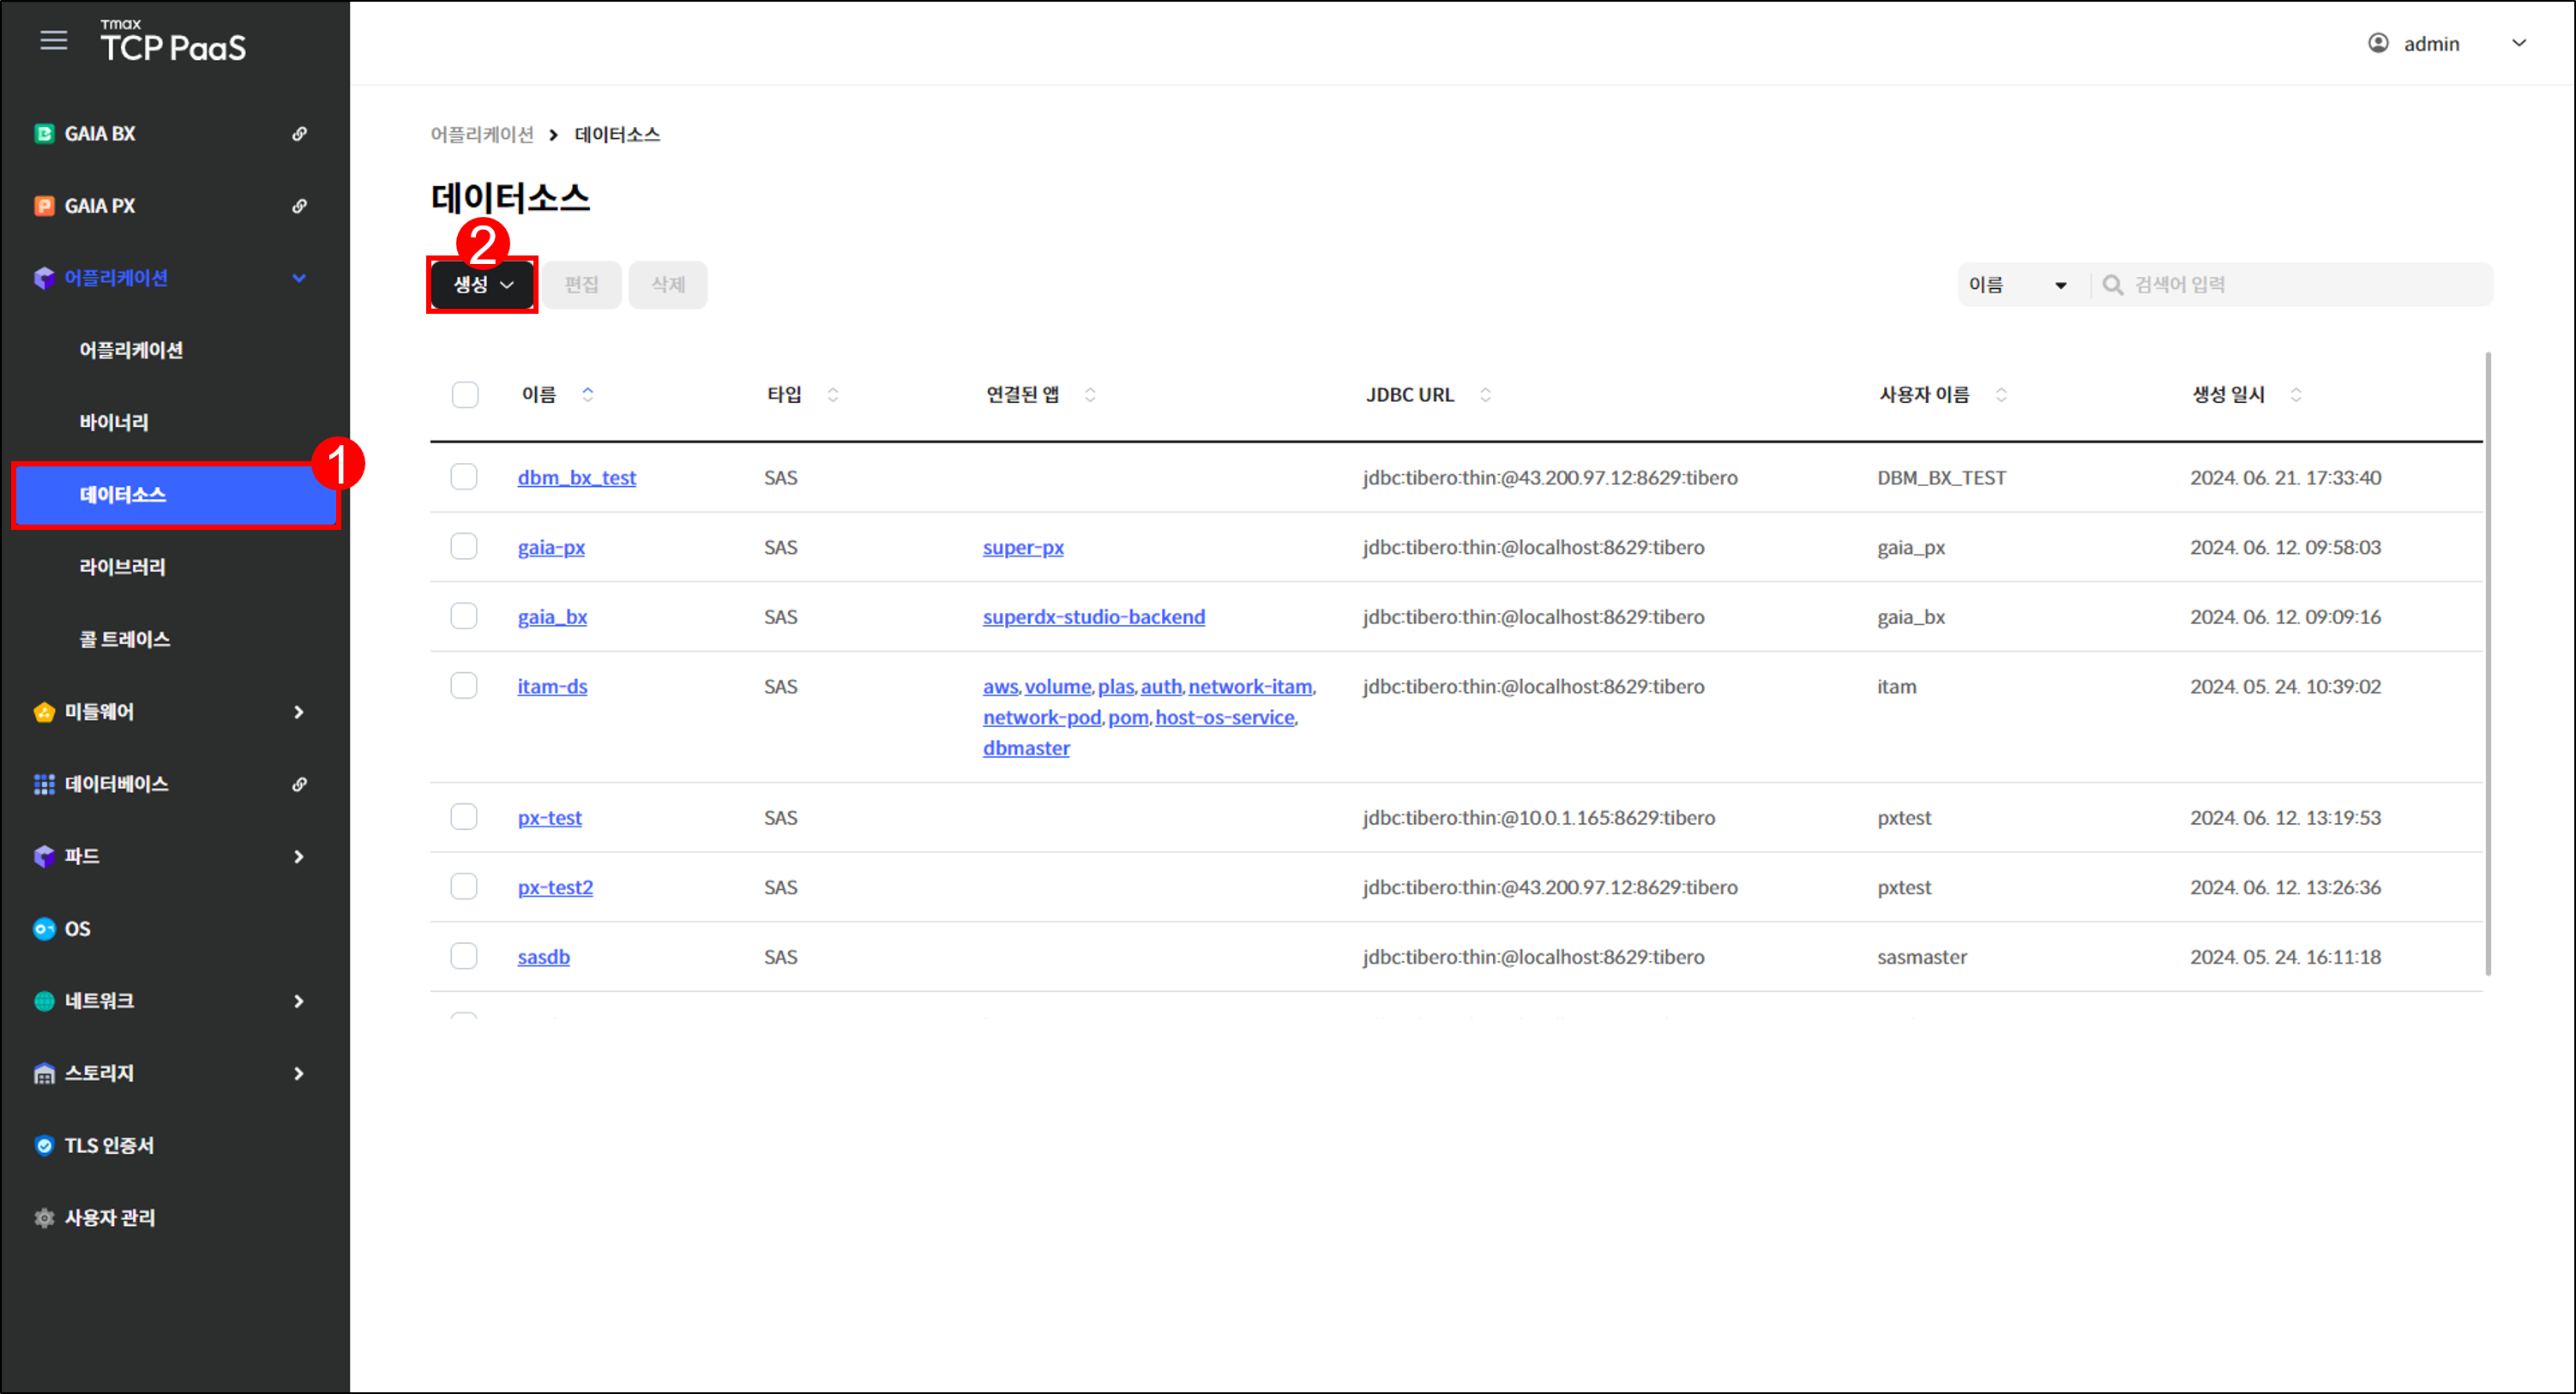 Tmax
TCP PaaS
admin
GAIA BX
GAIA PX
어플리케이션
어플리케이션
바이너리
데이터소스
1
라이브러리
콜 트레이스
미들웨어
데이터베이스
파드
OS
네트워크
스토리지
TLS 인증서
사용자 관리
어플리케이션 > 데이터소스
데이터소스
2
생성 편집 삭제
이름 검색어 입력
이름 타입 연결된 앱 JDBC URL 사용자 이름 생성 일시
dbm_bx_test SAS jdbc:tibero:thin:@43.200.97.12:8629:tibero DBM_BX_TEST 2024. 06. 21. 17:33:40
gaia-px SAS super-px jdbc:tibero:thin:@localhost:8629:tibero gaia_px 2024. 06. 12. 09:58:03
gaia_bx SAS superdx-studio-backend jdbc:tibero:thin:@localhost:8629:tibero gaia_bx 2024. 06. 12. 09:09:16
itam-ds SAS aws, volume, plas, auth, network-itam, jdbc:tibero:thin:@localhost:8629:tibero itam 2024. 05. 24. 10:39:02
network-pod, pom, host-os-service,
dbmaster
px-test SAS jdbc:tibero:thin:@10.0.1.165:8629:tibero pxtest 2024. 06. 12. 13:19:53
px-test2 SAS jdbc:tibero:thin:@43.200.97.12:8629:tibero pxtest 2024. 06. 12. 13:26:36
sasdb SAS jdbc:tibero:thin:@localhost:8629:tibero sasmaster 2024. 05. 24. 16:11:18